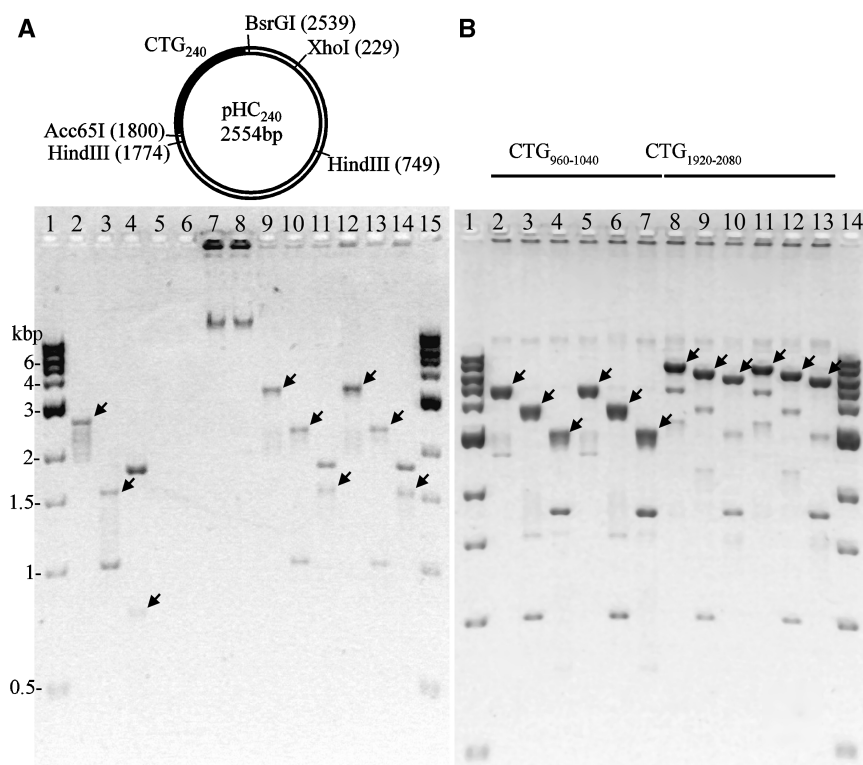 A
B
BsrGI (2539)
CTG240
XhoI (229)
pHC240
2554bp
Acc65I (1800)
HindIII (1774)
HindIII (749)
CTG960-1040
CTG1920-2080
1 2 3 4 5 6 7 8 9 10 11 12 13 14 15
1 2 3 4 5 6 7 8 9 10 11 12 13 14
kbp
6-
4-
3-
2-
1.5-
1-
0.5-